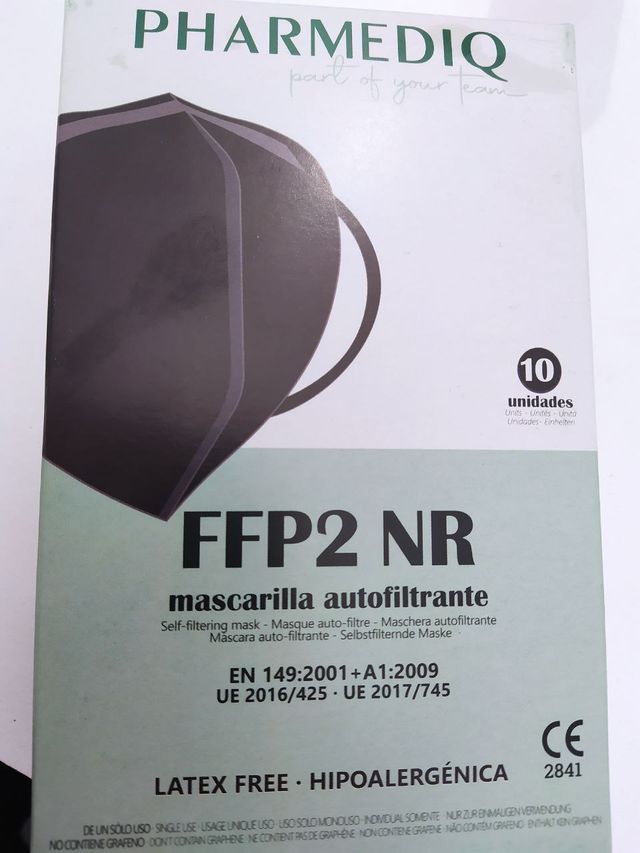 PHARMEDIQ
part of your team
10
unidades
Units - Unités - Unità
Unidades - Einheiten
FFP2 NR
mascarilla autofiltrante
Self-filtering mask - Masque auto-filtre - Maschera autofiltrante
Máscara auto-filtrante - Selbstfilternde Maske
EN 149:2001+A1:2009
UE 2016/425 · UE 2017/745
CE
2841
LATEX FREE · HIPOALERGÉNICA
DE UN SÓLO USO · SINGLE USE · USAGE UNIQUE USO · USO SOLO MONOUSO · INDIVIDUAL SOMENTE · NUR ZUR EINMALIGEN VERWENDUNG
NO CONTIENE GRAFENO · DON'T CONTAIN GRAPHENE · NE CONTIENT PAS DE GRAPHÈNE · NON CONTIENE GRAFENE · NÃO CONTÉM GRAFENO · ENTHÄLT KEIN GRAPHEN